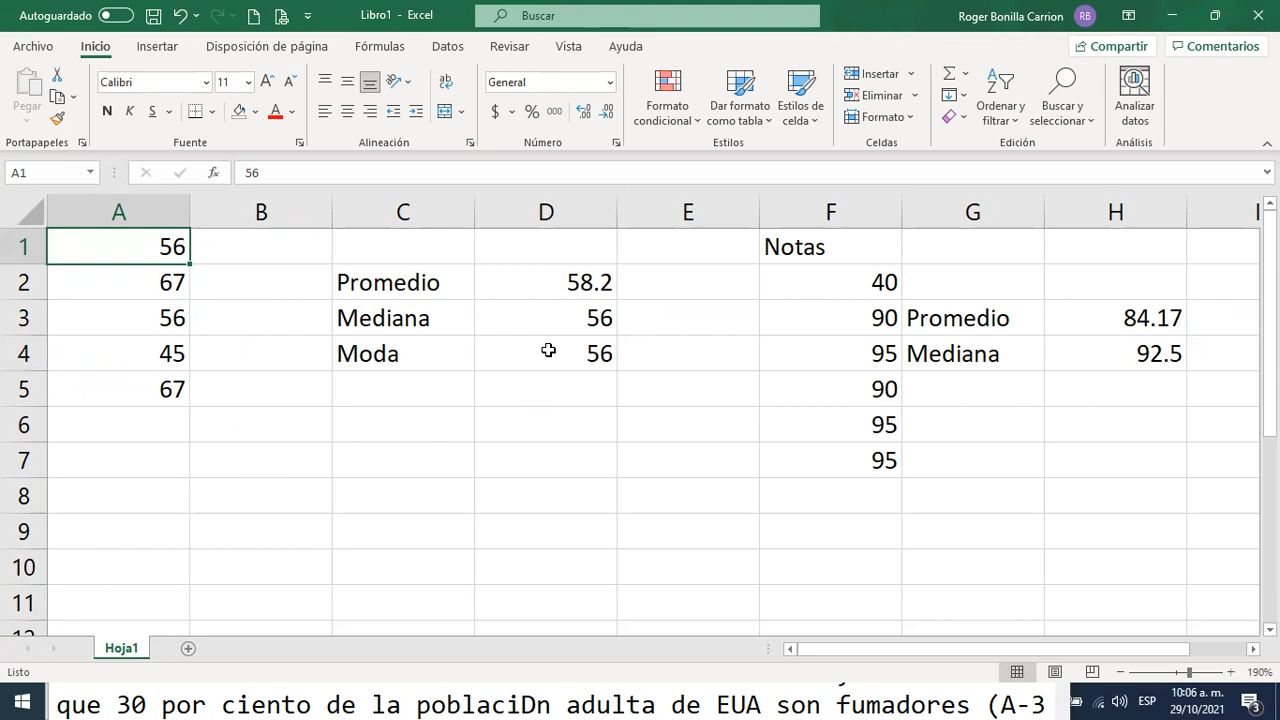 Autoguardado
Libro1 - Excel
Buscar
Roger Bonilla Carrion
RB
Archivo Inicio Insertar Disposición de página Fórmulas Datos Revisar Vista Ayuda
Compartir
Comentarios
Pegar
Portapapeles
Calibri 11
N K S
Fuente
Alineación
General
$ % 000
Número
Formato condicional
Dar formato como tabla
Estilos de celda
Estilos
Insertar
Eliminar
Formato
Celdas
Ordenar y filtrar
Buscar y seleccionar
Edición
Analizar datos
Análisis
A1 fx 56
A B C D E F G H I
1 56 Notas
2 67 Promedio 58.2 40
3 56 Mediana 56 90 Promedio 84.17
4 45 Moda 56 95 Mediana 92.5
5 67 90
6 95
7 95
8
9
10
11
12
Hoja1
Listo
190%
que 30 por ciento de la poblaciDn adulta de EUA son fumadores (A-3
ESP
10:06 a. m.
29/10/2021
3